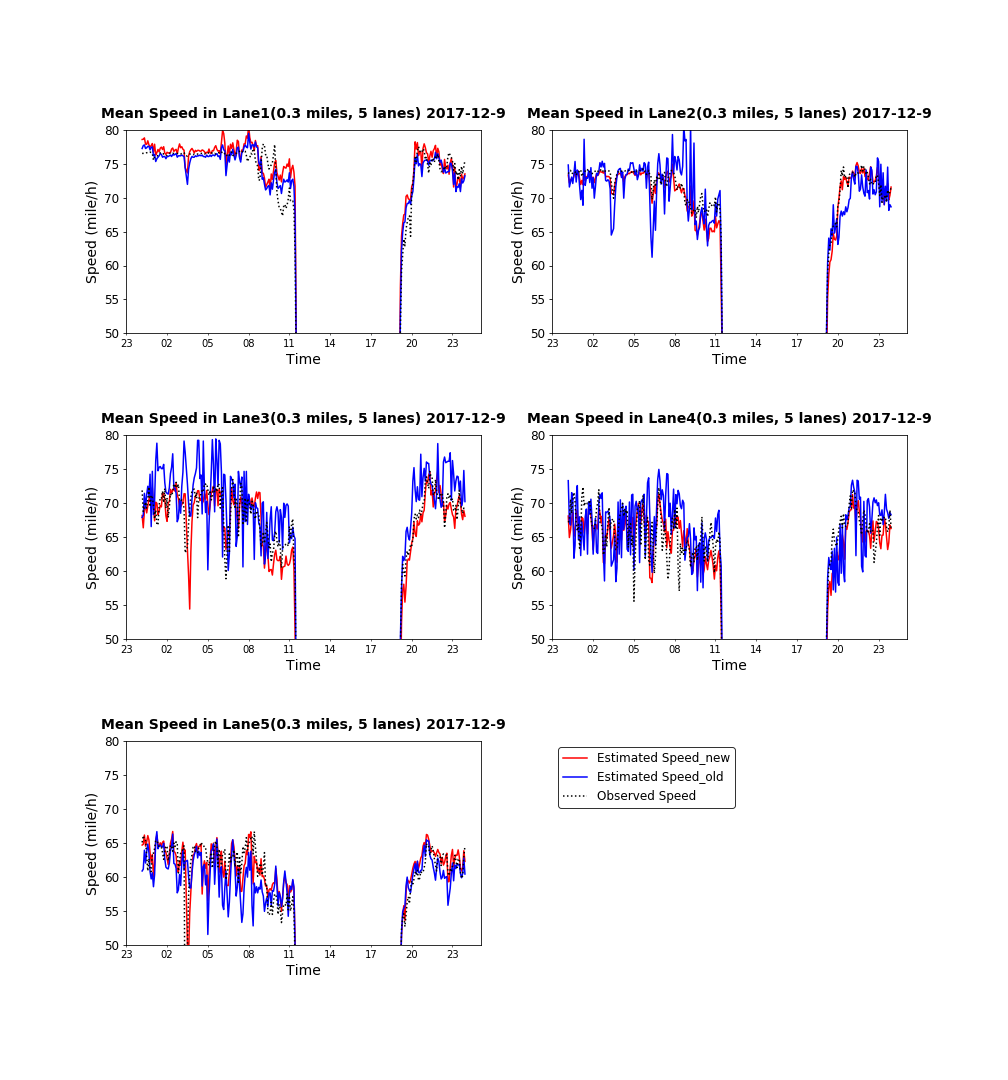 Mean Speed in Lane1(0.3 miles, 5 lanes) 2017-12-9
80
75
70
65
60
55
50
Speed (mile/h)
23 02 05 08 11 14 17 20 23
Time
Mean Speed in Lane2(0.3 miles, 5 lanes) 2017-12-9
80
75
70
65
60
55
50
Speed (mile/h)
23 02 05 08 11 14 17 20 23
Time
Mean Speed in Lane3(0.3 miles, 5 lanes) 2017-12-9
80
75
70
65
60
55
50
Speed (mile/h)
23 02 05 08 11 14 17 20 23
Time
Mean Speed in Lane4(0.3 miles, 5 lanes) 2017-12-9
80
75
70
65
60
55
50
Speed (mile/h)
23 02 05 08 11 14 17 20 23
Time
Mean Speed in Lane5(0.3 miles, 5 lanes) 2017-12-9
80
75
70
65
60
55
50
Speed (mile/h)
23 02 05 08 11 14 17 20 23
Time
Estimated Speed_new
Estimated Speed_old
Observed Speed